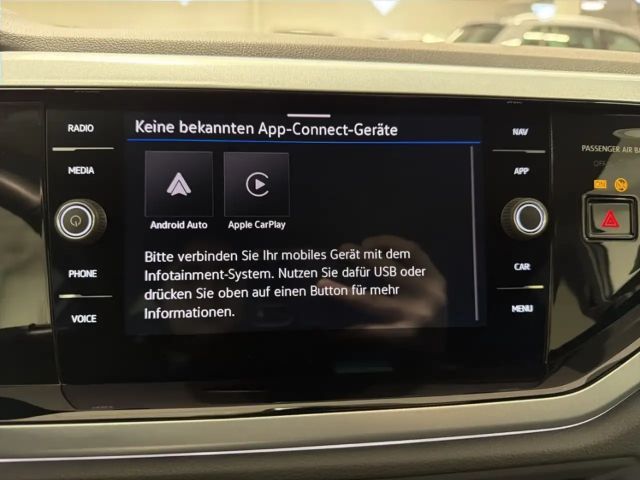 RADIO
MEDIA
PHONE
VOICE
Keine bekannten App-Connect-Geräte
Android Auto
Apple CarPlay
Bitte verbinden Sie Ihr mobiles Gerät mit dem
Infotainment-System. Nutzen Sie dafür USB oder
drücken Sie oben auf einen Button für mehr
Informationen.
NAV
APP
CAR
MENU
PASSENGER AIR BA
ON